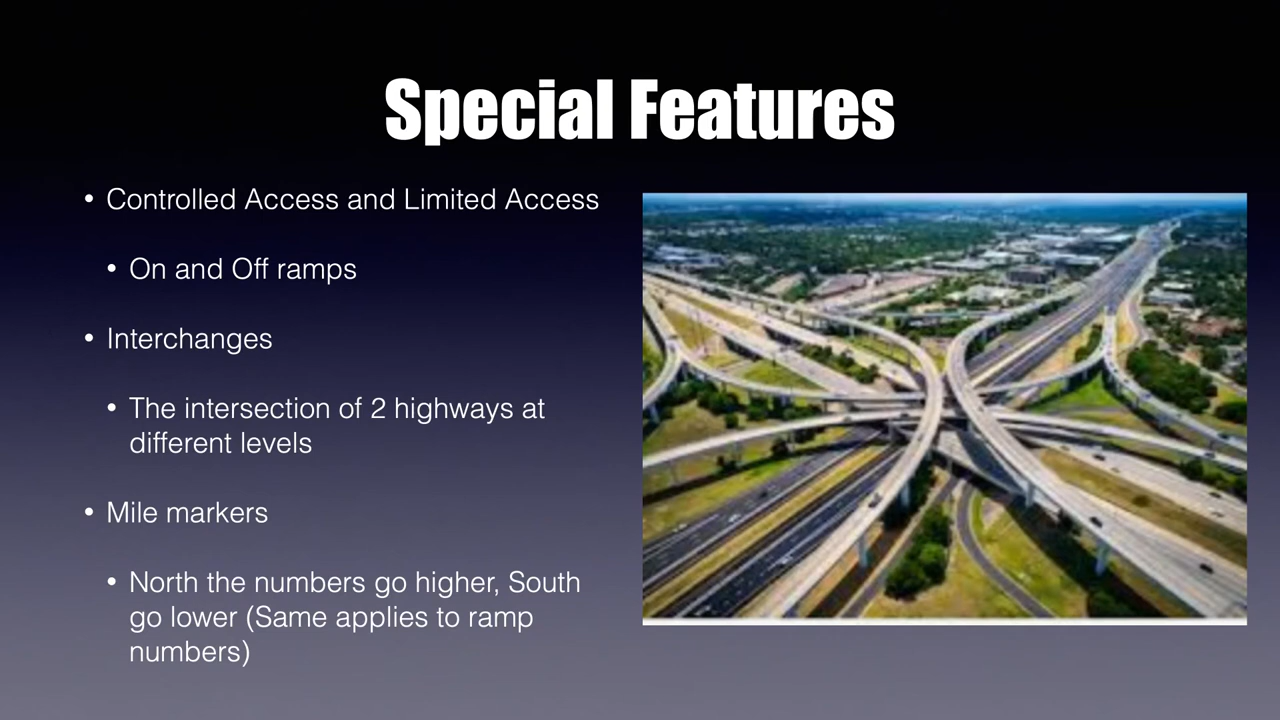 Special Features
• Controlled Access and Limited Access
• On and Off ramps
• Interchanges
• The intersection of 2 highways at
different levels
• Mile markers
• North the numbers go higher, South
go lower (Same applies to ramp
numbers)